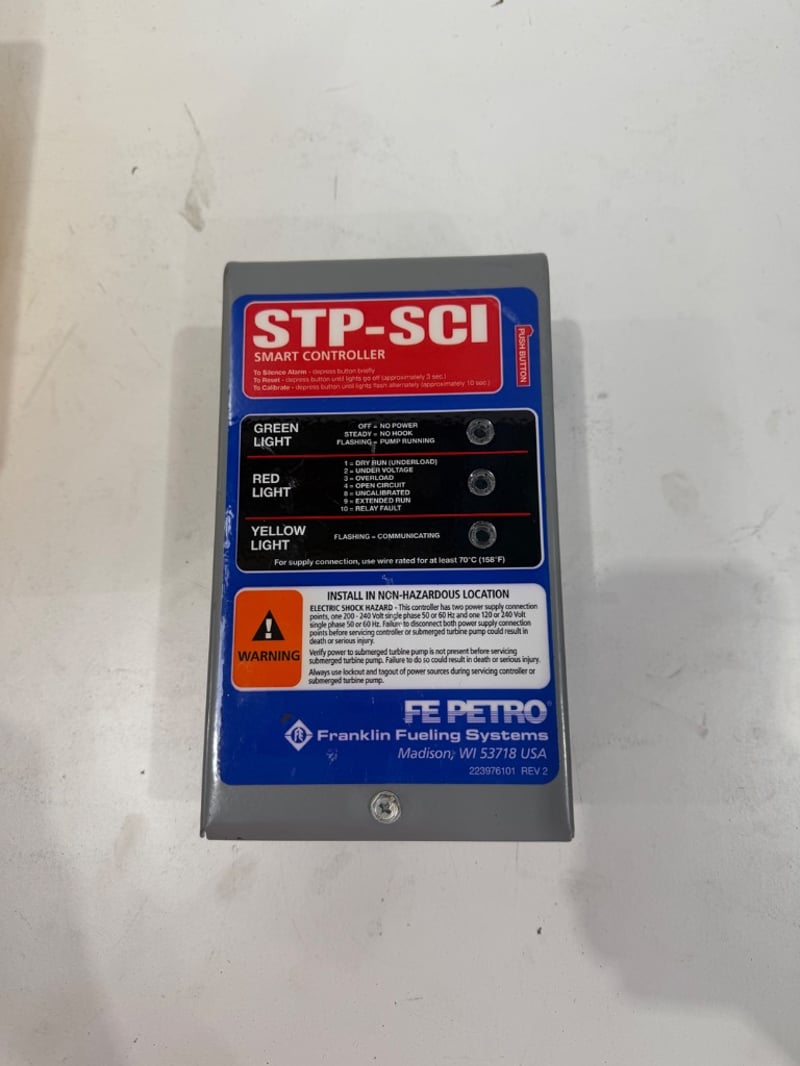 STP-SCI
SMART CONTROLLER
To Silence Alarm - depress button briefly
To Reset - depress button until lights go off (approximately 3 sec.)
To Calibrate - depress button until lights flash alternately (approximately 10 sec.)
PUSH BUTTON
GREEN
LIGHT
OFF = NO POWER
STEADY = NO HOOK
FLASHING = PUMP RUNNING
RED
LIGHT
1 = DRY RUN (UNDERLOAD)
2 = UNDER VOLTAGE
3 = OVERLOAD
4 = OPEN CIRCUIT
8 = UNCALIBRATED
9 = EXTENDED RUN
10 = RELAY FAULT
YELLOW
LIGHT
FLASHING = COMMUNICATING
For supply connection, use wire rated for at least 70°C (158°F)
WARNING
INSTALL IN NON-HAZARDOUS LOCATION
ELECTRIC SHOCK HAZARD - This controller has two power supply connection
points, one 200 - 240 Volt single phase 50 or 60 Hz and one 120 or 240 Volt
single phase 50 or 60 Hz. Failure to disconnect both power supply connection
points before servicing controller or submerged turbine pump could result in
death or serious injury.
Verify power to submerged turbine pump is not present before servicing
submerged turbine pump. Failure to do so could result in death or serious injury.
Always use lockout and tagout of power sources during servicing controller or
submerged turbine pump.
FE PETRO®
Franklin Fueling Systems
Madison, WI 53718 USA
223976101 REV 2